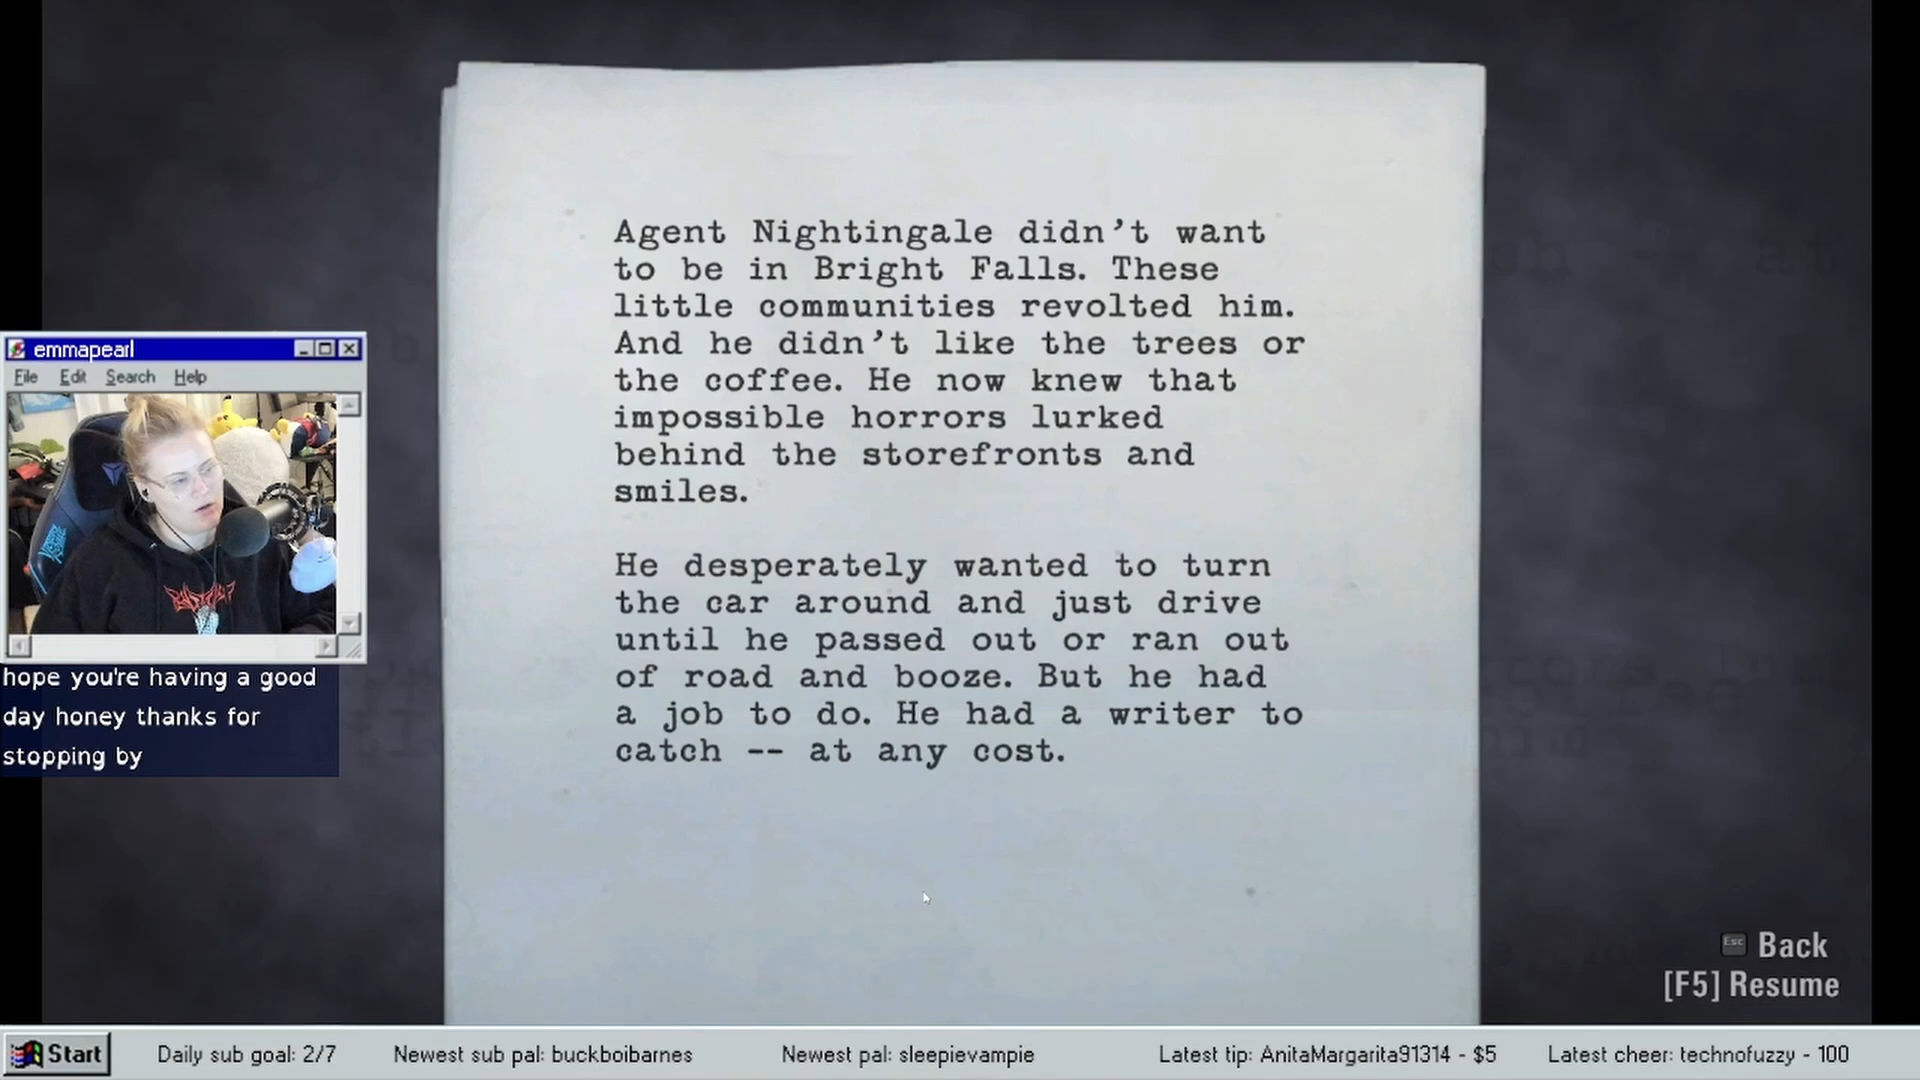 Agent Nightingale didn't want
to be in Bright Falls. These
little communities revolted him.
And he didn't like the trees or
the coffee. He now knew that
impossible horrors lurked
behind the storefronts and
smiles.
He desperately wanted to turn
the car around and just drive
until he passed out or ran out
of road and booze. But he had
a job to do. He had a writer to
catch -- at any cost.
emmapearl
File Edit Search Help
hope you're having a good
day honey thanks for
stopping by
Esc Back
[F5] Resume
Start Daily sub goal: 2/7 Newest sub pal: buckboibarnes Newest pal: sleepievampie Latest tip: AnitaMargarita91314 - $5 Latest cheer: technofuzzy - 100